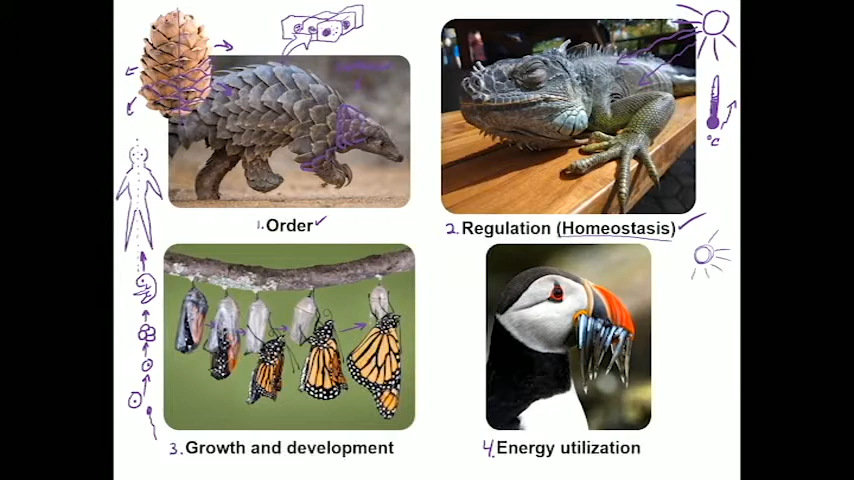 °C
1. Order ✓
2. Regulation (Homeostasis) ✓
3. Growth and development
4. Energy utilization